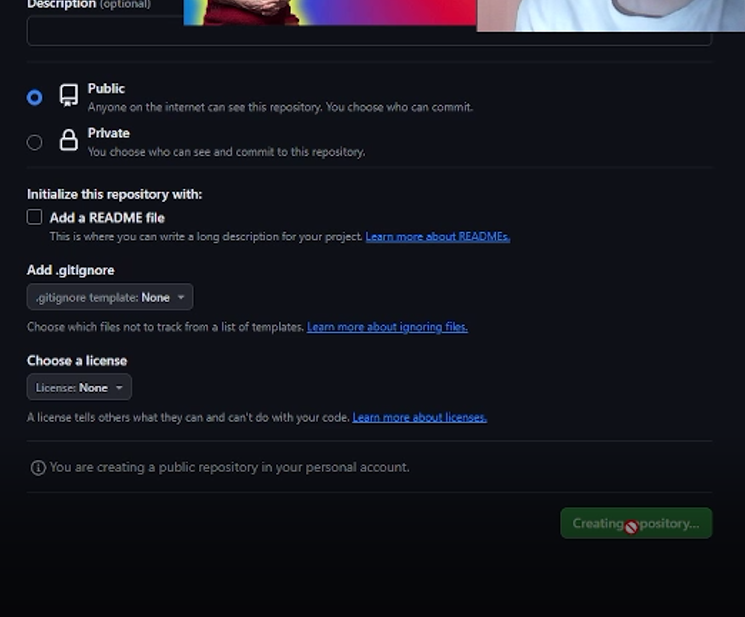 Description (optional)
Public
Anyone on the internet can see this repository. You choose who can commit.
Private
You choose who can see and commit to this repository.
Initialize this repository with:
Add a README file
This is where you can write a long description for your project. Learn more about READMEs.
Add .gitignore
.gitignore template: None
Choose which files not to track from a list of templates. Learn more about ignoring files.
Choose a license
License: None
A license tells others what they can and can't do with your code. Learn more about licenses.
You are creating a public repository in your personal account.
Creating repository...